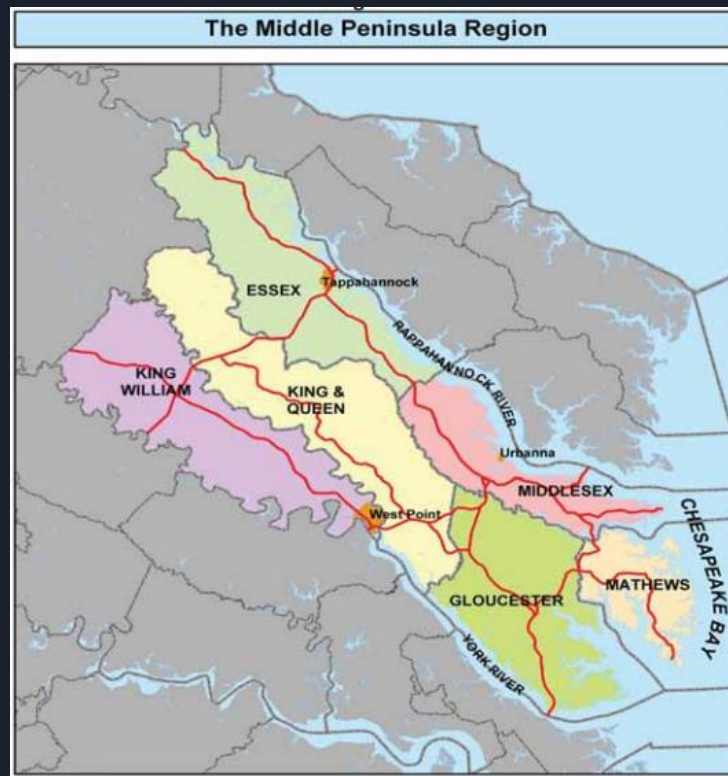 The Middle Peninsula Region
ESSEX
Tappahannock
RAPPAHANNOCK RIVER
KING
WILLIAM
KING &
QUEEN
Urbanna
MIDDLESEX
West Point
CHESAPEAKE BAY
MATHEWS
GLOUCESTER
YORK RIVER